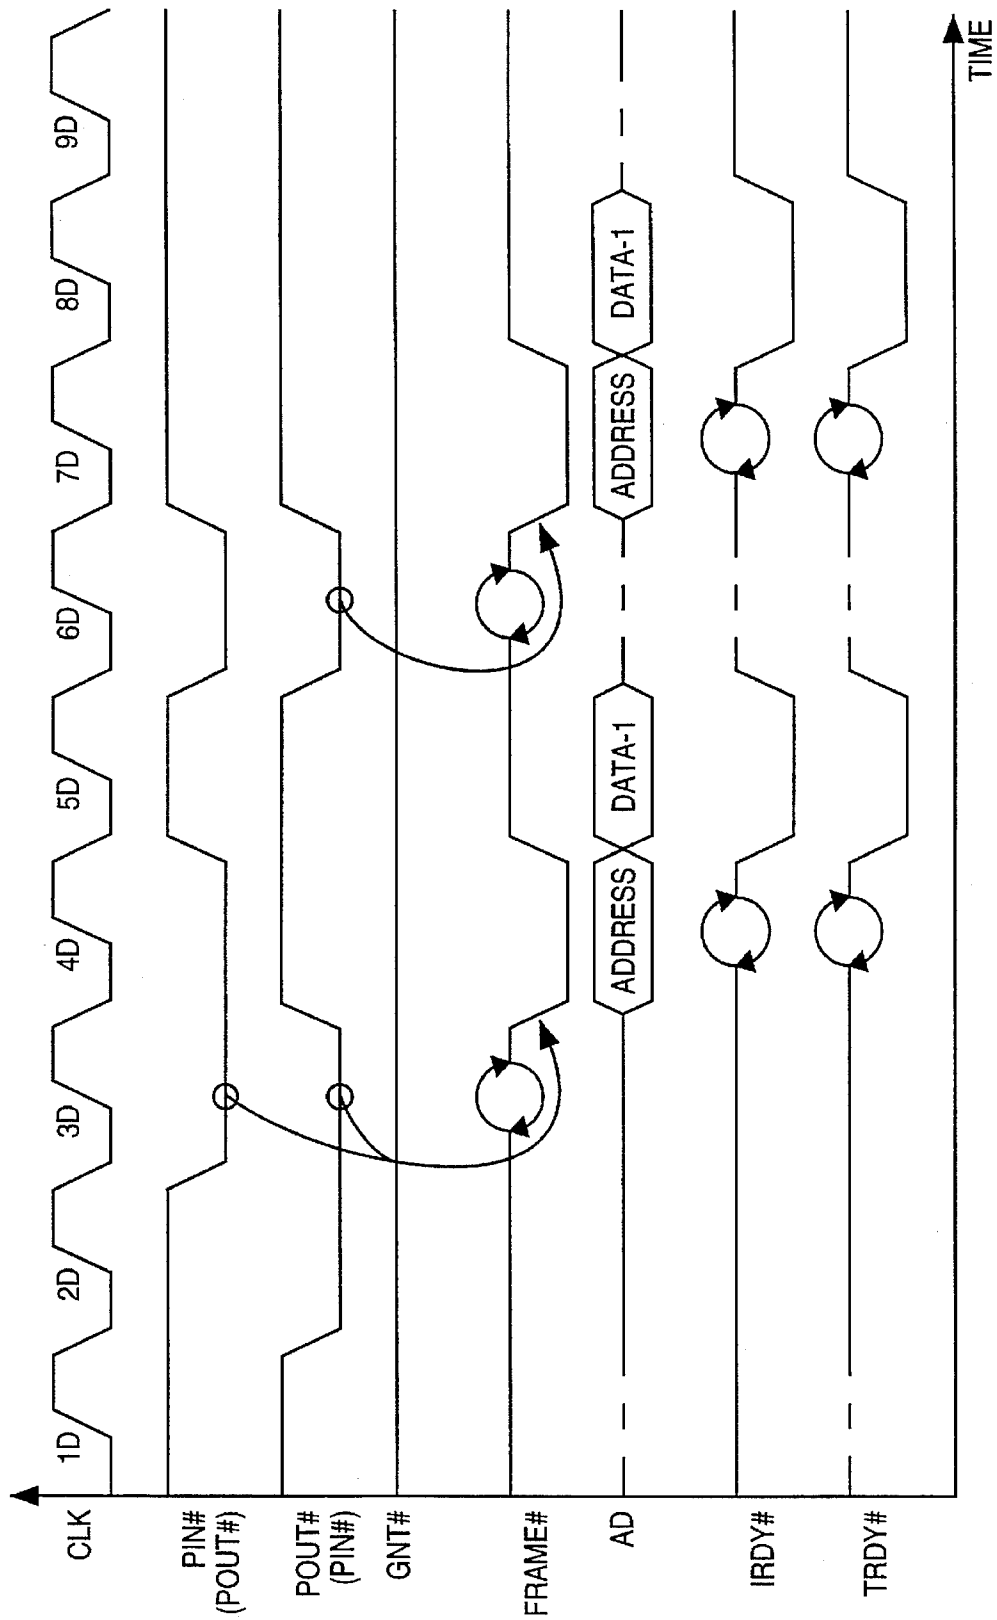 CLK
1D 2D 3D 4D 5D 6D 7D 8D 9D
PIN#
(POUT#)
POUT#
(PIN#)
GNT#
FRAME#
AD
ADDRESS DATA-1 ADDRESS DATA-1
IRDY#
TRDY#
TIME